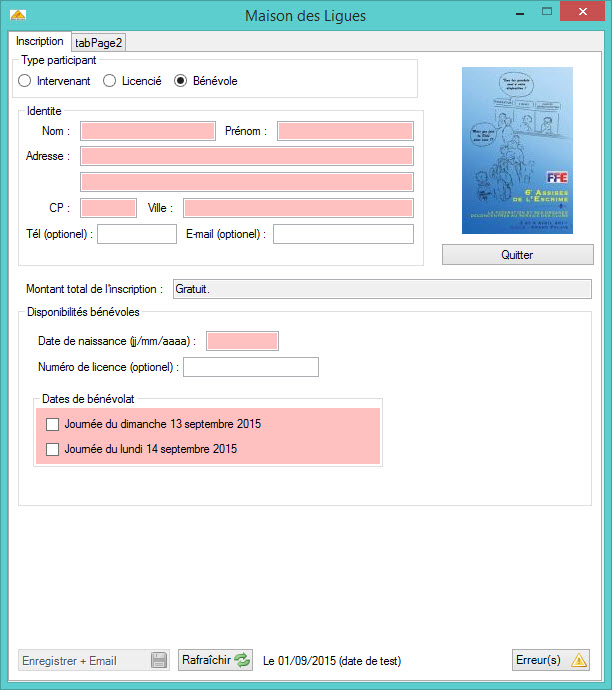 Maison des Ligues
Inscription tabPage2
Type participant
Intervenant Licencié Bénévole
Identite
Nom : Prénom :
Adresse :
CP : Ville :
Tél (optionel) : E-mail (optionel) :
FFE
6e Assises
de l'Escrime
Quitter
Montant total de l'inscription : Gratuit.
Disponibilités bénévoles
Date de naissance (jj/mm/aaaa) :
Numéro de licence (optionel) :
Dates de bénévolat
Journée du dimanche 13 septembre 2015
Journée du lundi 14 septembre 2015
Enregistrer + Email Rafraîchir Le 01/09/2015 (date de test) Erreur(s)